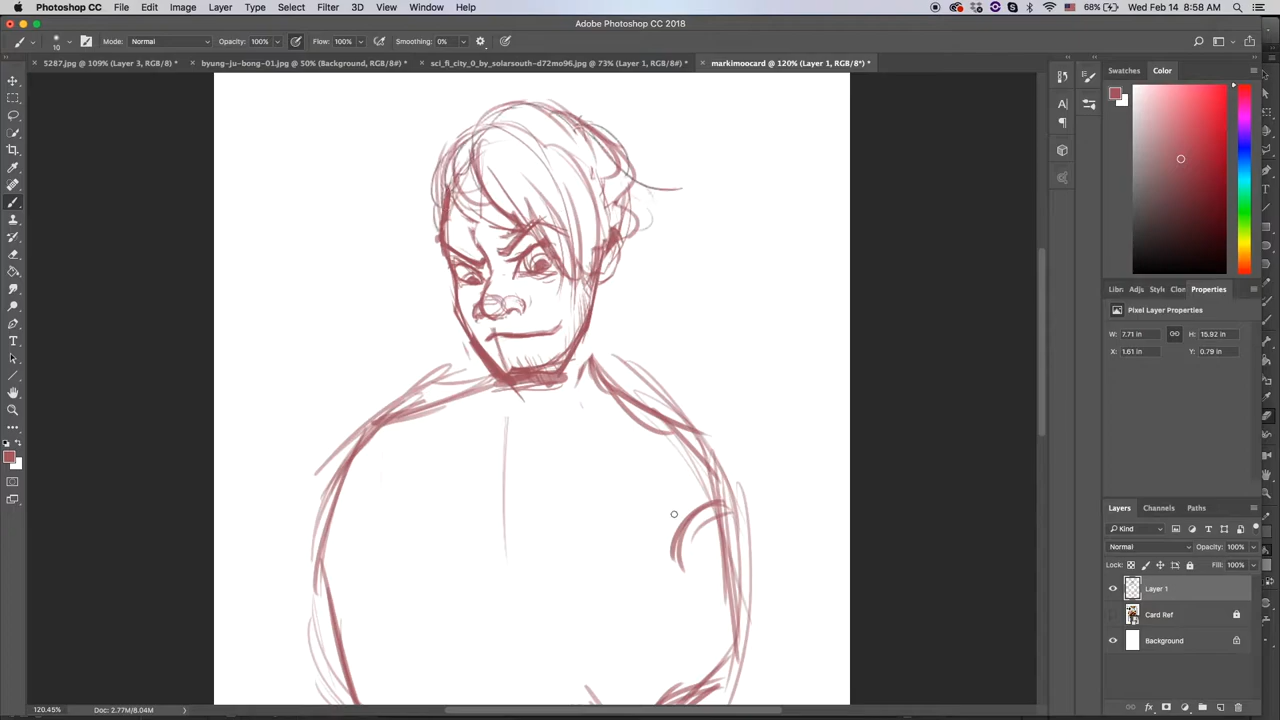 Photoshop CC File Edit Image Layer Type Select Filter 3D View Window Help 68% Wed Feb 14 8:58 AM
Adobe Photoshop CC 2018
10 Mode: Normal Opacity: 100% Flow: 100% Smoothing: 0%
5287.jpg @ 109% (Layer 3, RGB/8) * byung-ju-bong-01.jpg @ 50% (Background, RGB/8#) * sci_fi_city_0_by_solarsouth-d72mo96.jpg @ 73% (Layer 1, RGB/8#) * markimoocard @ 120% (Layer 1, RGB/8*) *
Swatches Color
Libra Adjus Style Clon Properties
Pixel Layer Properties
W: 7.71 in H: 15.92 in
X: 1.61 in Y: 0.79 in
Layers Channels Paths
Kind
Normal Opacity: 100%
Lock: Fill: 100%
Layer 1
Card Ref
Background
120.45% Doc: 2.77M/8.04M